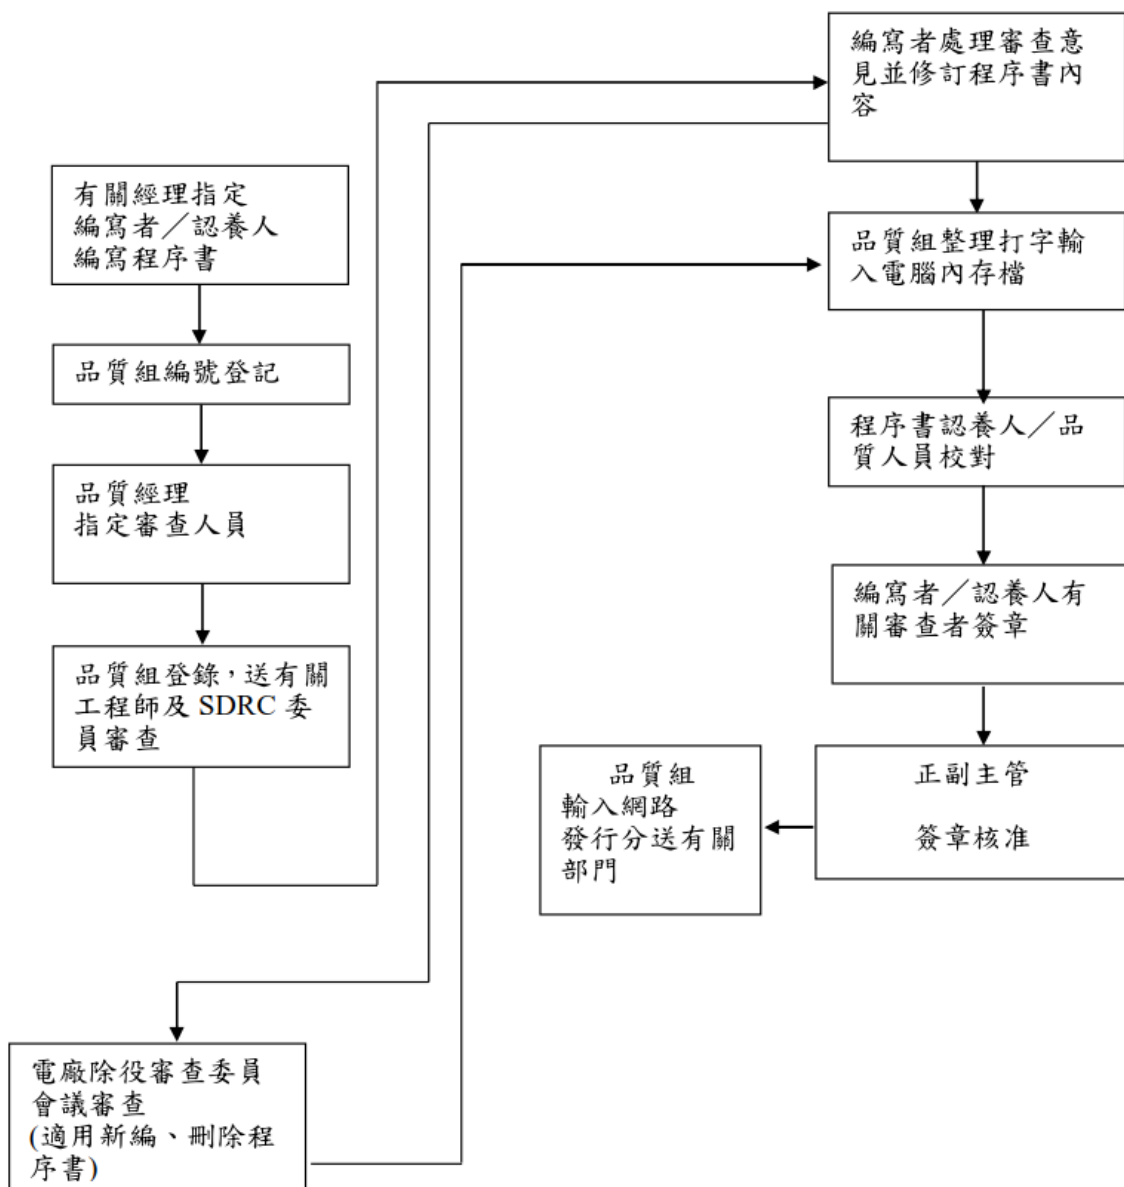 有關經理指定
編寫者／認養人
編寫程序書
品質組編號登記
品質經理
指定審查人員
品質組登錄，送有關
工程師及 SDRC 委
員審查
編寫者處理審查意
見並修訂程序書內
容
電廠除役審查委員
會議審查
(適用新編、刪除程
序書)
品質組整理打字輸
入電腦內存檔
程序書認養人／品
質人員校對
編寫者／認養人有
關審查者簽章
正副主管
簽章核准
品質組
輸入網路
發行分送有關
部門